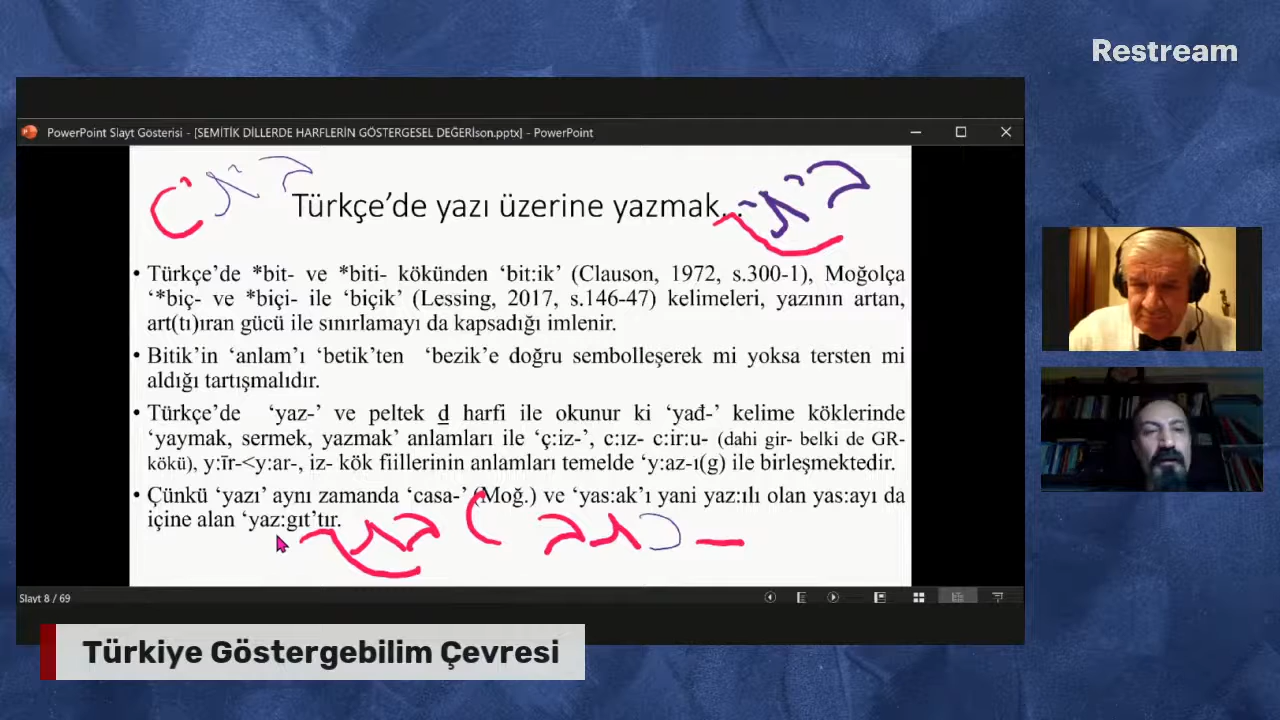 Restream
PowerPoint Slayt Gösterisi - [SEMİTİK DİLLERDE HARFLERİN GÖSTERGESEL DEĞERİson.pptx] - PowerPoint
Türkçe’de yazı üzerine yazmak...
• Türkçe’de *bit- ve *biti- kökünden ‘bit:ik’ (Clauson, 1972, s.300-1), Moğolça
‘*biç- ve *biçi- ile ‘biçik’ (Lessing, 2017, s.146-47) kelimeleri, yazının artan,
art(tı)ıran gücü ile sınırlamayı da kapsadığı imlenir.
• Bitik’in ‘anlam’ı ‘betik’ten ‘bezik’e doğru sembolleşerek mi yoksa tersten mi
aldığı tartışmalıdır.
• Türkçe’de ‘yaz-’ ve peltek d harfi ile okunur ki ‘yađ-’ kelime köklerinde
‘yaymak, sermek, yazmak’ anlamları ile ‘ç:iz-’, c:ız- c:ir:u- (dahi gir- belki de GR-
kökü), y:īr-<y:ar-, iz- kök fiillerinin anlamları temelde ‘y:az-ı(g) ile birleşmektedir.
• Çünkü ‘yazı’ aynı zamanda ‘casa-’ (Moğ.) ve ‘yas:ak’ı yani yaz:ılı olan yas:ayı da
içine alan ‘yaz:gıt’tır.
Slayt 8 / 69
Türkiye Göstergebilim Çevresi